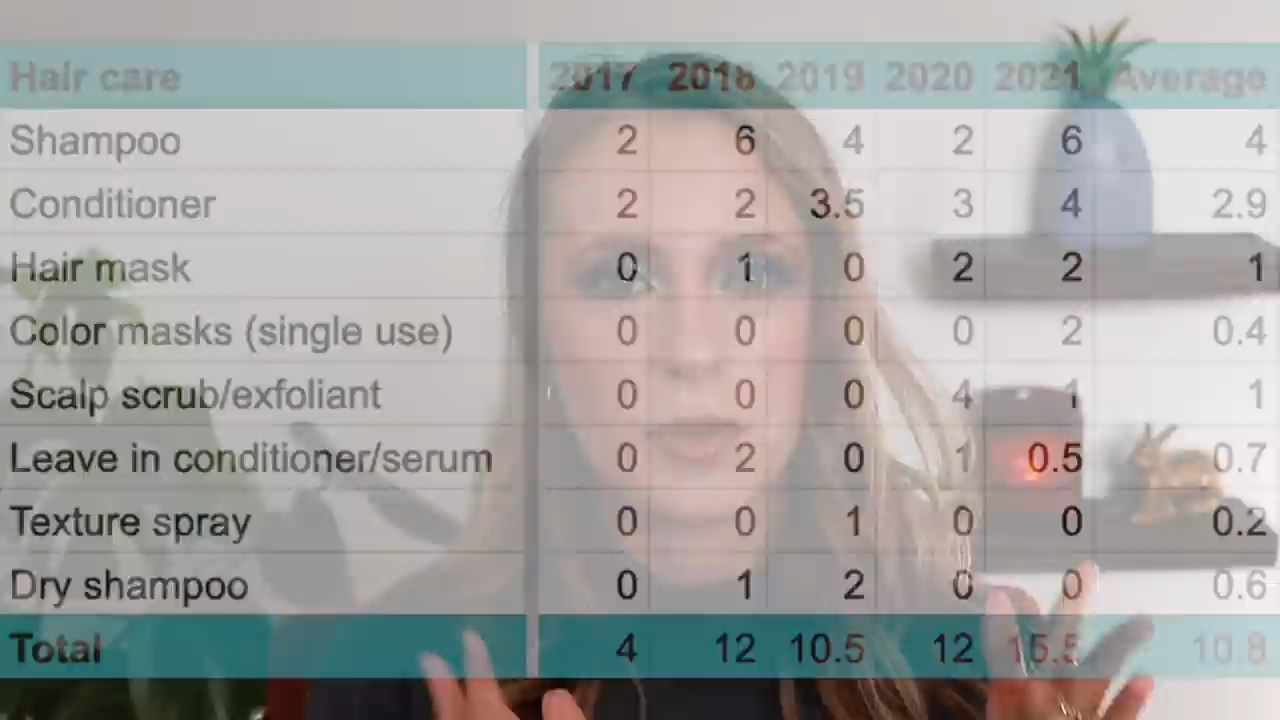 Hair care 2017 2018 2019 2020 2021 Average
Shampoo 2 6 4 2 6 4
Conditioner 2 2 3.5 3 4 2.9
Hair mask 0 1 0 2 2 1
Color masks (single use) 0 0 0 0 2 0.4
Scalp scrub/exfoliant 0 0 0 4 1 1
Leave in conditioner/serum 0 2 0 1 0.5 0.7
Texture spray 0 0 1 0 0 0.2
Dry shampoo 0 1 2 0 0 0.6
Total 4 12 10.5 12 15.5 10.8